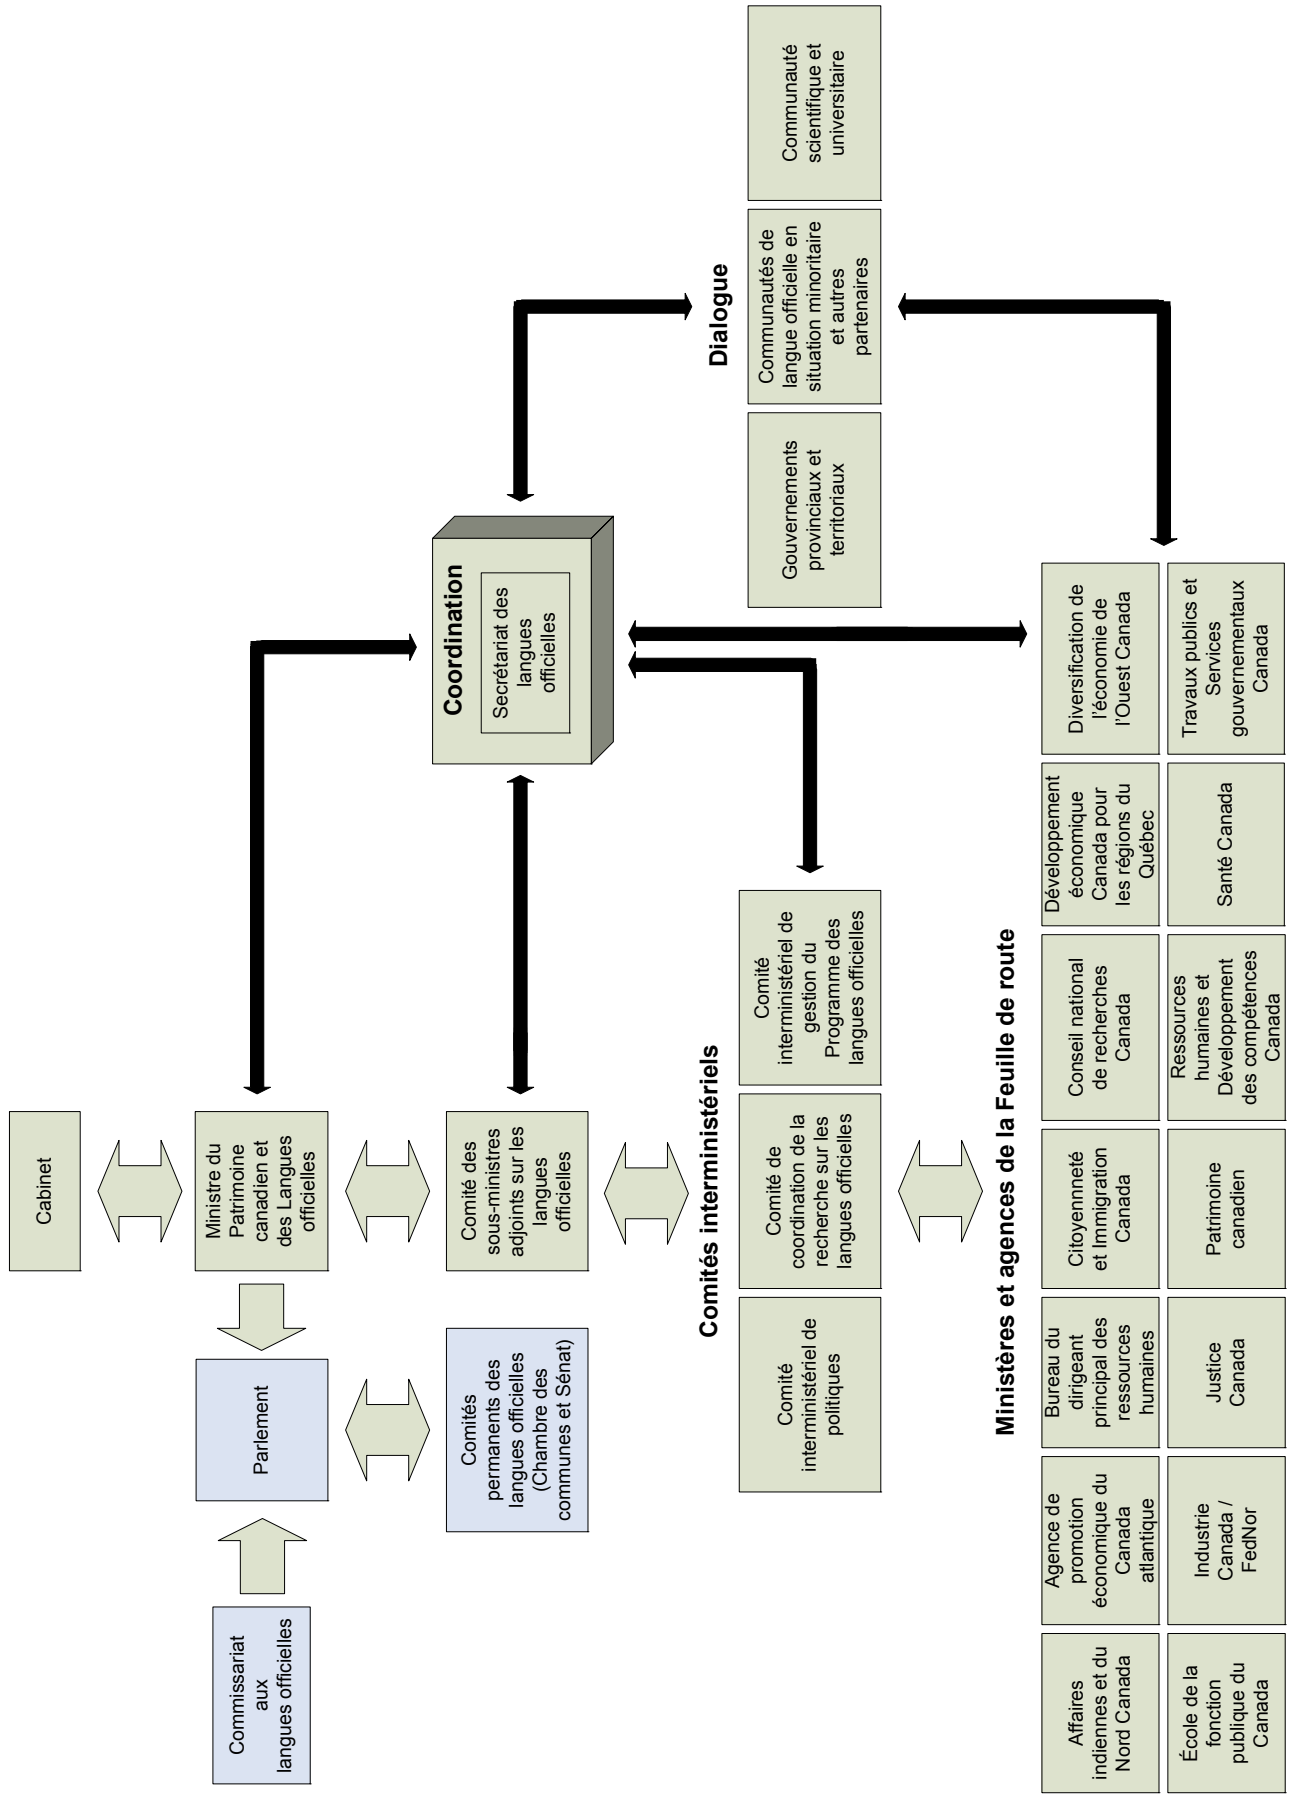 Cabinet
Commissariat
aux
langues officielles
Parlement
Ministre du
Patrimoine
canadien et
des Langues
officielles
Comités
permanents des
langues officielles
(Chambre des
communes et Sénat)
Comité des
sous-ministres
adjoints sur les
langues
officielles
Coordination
Secrétariat des
langues
officielles
Comités interministériels
Comité
interministériel de
politiques
Comité de
coordination de la
recherche sur les
langues officielles
Comité
interministériel de
gestion du
Programme des
langues officielles
Dialogue
Gouvernements
provinciaux et
territoriaux
Communautés de
langue officielle en
situation minoritaire
et autres
partenaires
Communauté
scientifique et
universitaire
Ministères et agences de la Feuille de route
Affaires
indiennes et du
Nord Canada
Agence de
promotion
économique du
Canada
atlantique
Bureau du
dirigeant
principal des
ressources
humaines
Citoyennneté
et Immigration
Canada
Conseil national
de recherches
Canada
Développement
économique
Canada pour
les régions du
Québec
Diversification de
l'économie de
l'Ouest Canada
École de la
fonction
publique du
Canada
Industrie
Canada /
FedNor
Justice
Canada
Patrimoine
canadien
Ressources
humaines et
Développement
des compétences
Canada
Santé Canada
Travaux publics et
Services
gouvernementaux
Canada